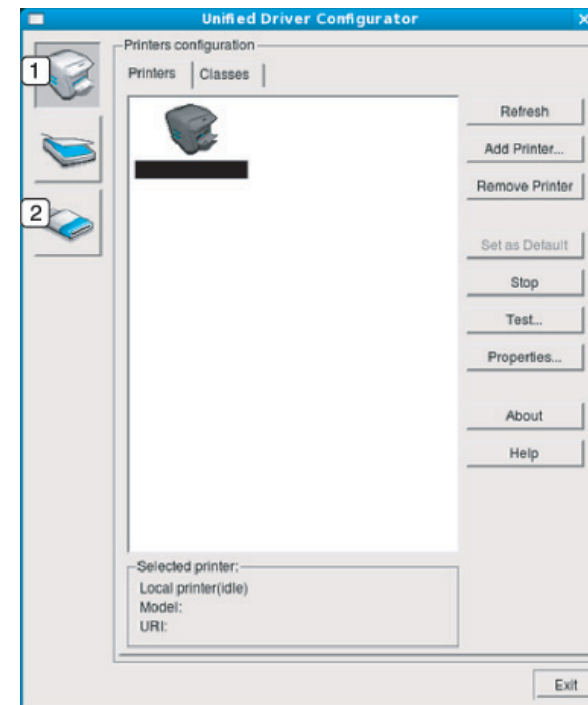 Unified Driver Configurator
1
2
Printers configuration
Printers Classes
Refresh
Add Printer...
Remove Printer
Set as Default
Stop
Test...
Properties...
About
Help
Selected printer:
Local printer(idle)
Model:
URI:
Exit